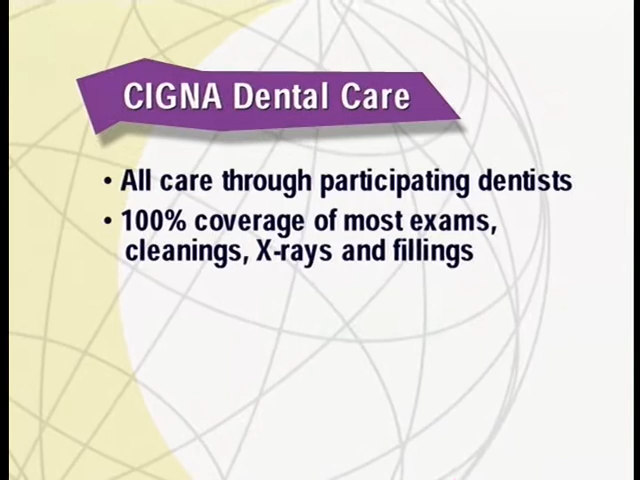 CIGNA Dental Care
• All care through participating dentists
• 100% coverage of most exams,
cleanings, X-rays and fillings